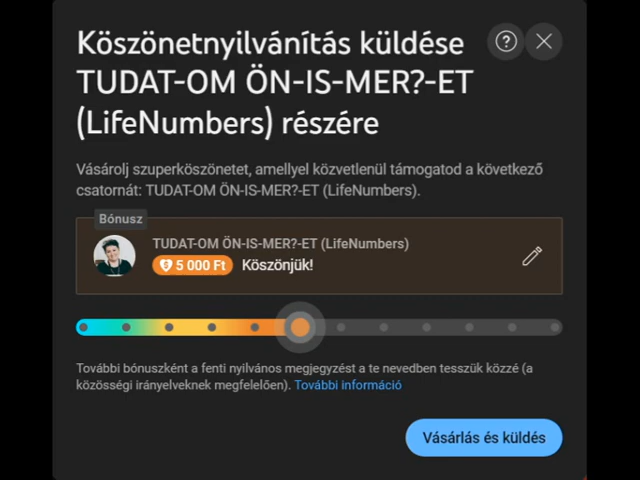 Köszönetnyilvánítás küldése
TUDAT-OM ÖN-IS-MER?-ET
(LifeNumbers) részére
Vásárolj szuperköszönetet, amellyel közvetlenül támogatod a következő
csatornát: TUDAT-OM ÖN-IS-MER?-ET (LifeNumbers).
Bónusz
TUDAT-OM ÖN-IS-MER?-ET (LifeNumbers)
5 000 Ft Köszönjük!
További bónuszként a fenti nyilvános megjegyzést a te nevedben tesszük közzé (a
közösségi irányelveknek megfelelően). További információ
Vásárlás és küldés